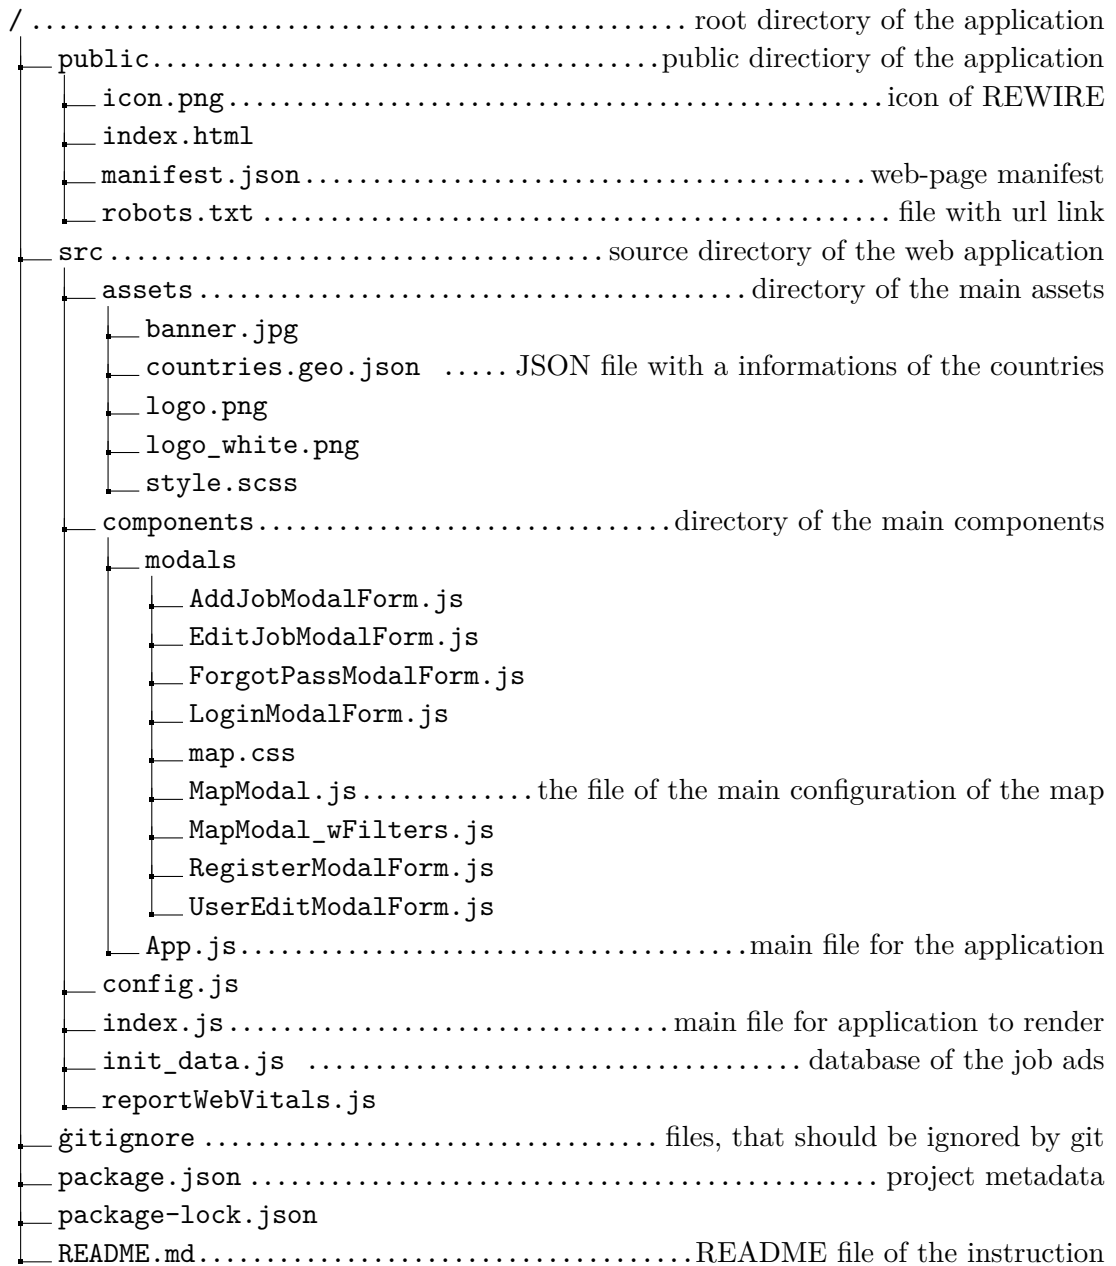 / ................................................ root directory of the application
public...................................... public directiory of the application
icon.png................................................ icon of REWIRE
index.html
manifest.json......................................... web-page manifest
robots.txt .............................................. file with url link
src .................................... source directory of the web application
assets ........................................ directory of the main assets
banner.jpg
countries.geo.json ..... JSON file with a informations of the countries
logo.png
logo_white.png
style.scss
components............................... directory of the main components
modals
AddJobModalForm.js
EditJobModalForm.js
ForgotPassModalForm.js
LoginModalForm.js
map.css
MapModal.js............. the file of the main configuration of the map
MapModal_wFilters.js
RegisterModalForm.js
UserEditModalForm.js
App.js...................................... main file for the application
config.js
index.js................................. main file for application to render
init_data.js ..................................... database of the job ads
reportWebVitals.js
ġitignore .................................. files, that should be ignored by git
package.json ............................................... project metadata
package-lock.json
README.md..................................... README file of the instruction